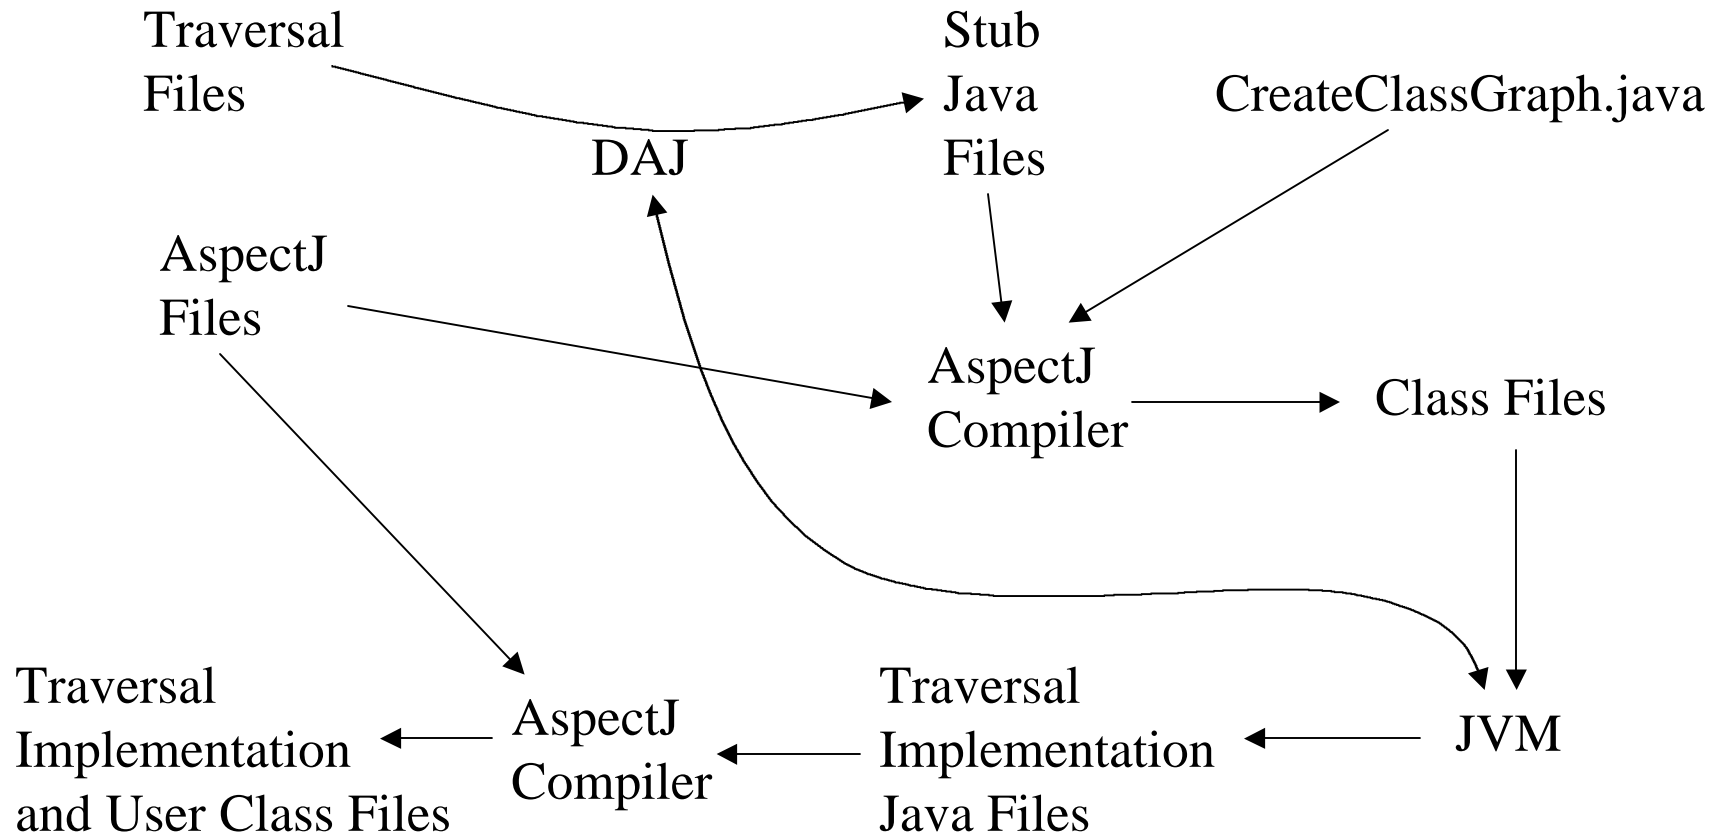 Traversal
Files
Stub
Java
Files
CreateClassGraph.java
DAJ
AspectJ
Files
AspectJ
Compiler
Class Files
Traversal
Implementation
and User Class Files
AspectJ
Compiler
Traversal
Implementation
Java Files
JVM